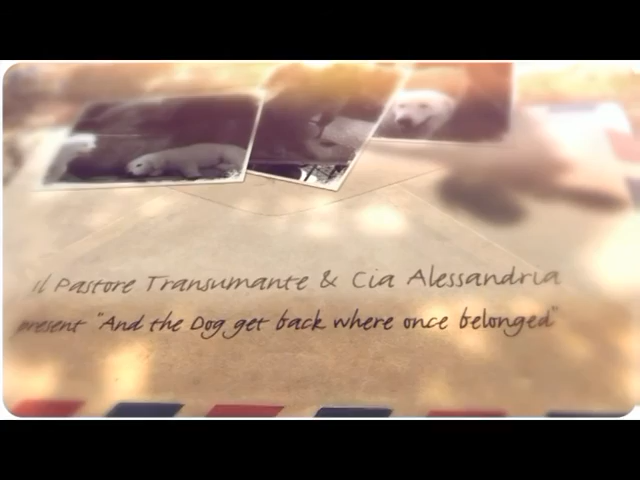 Il Pastore Transumante & Cia Alessandria
present "And the Dog get back where once belonged"